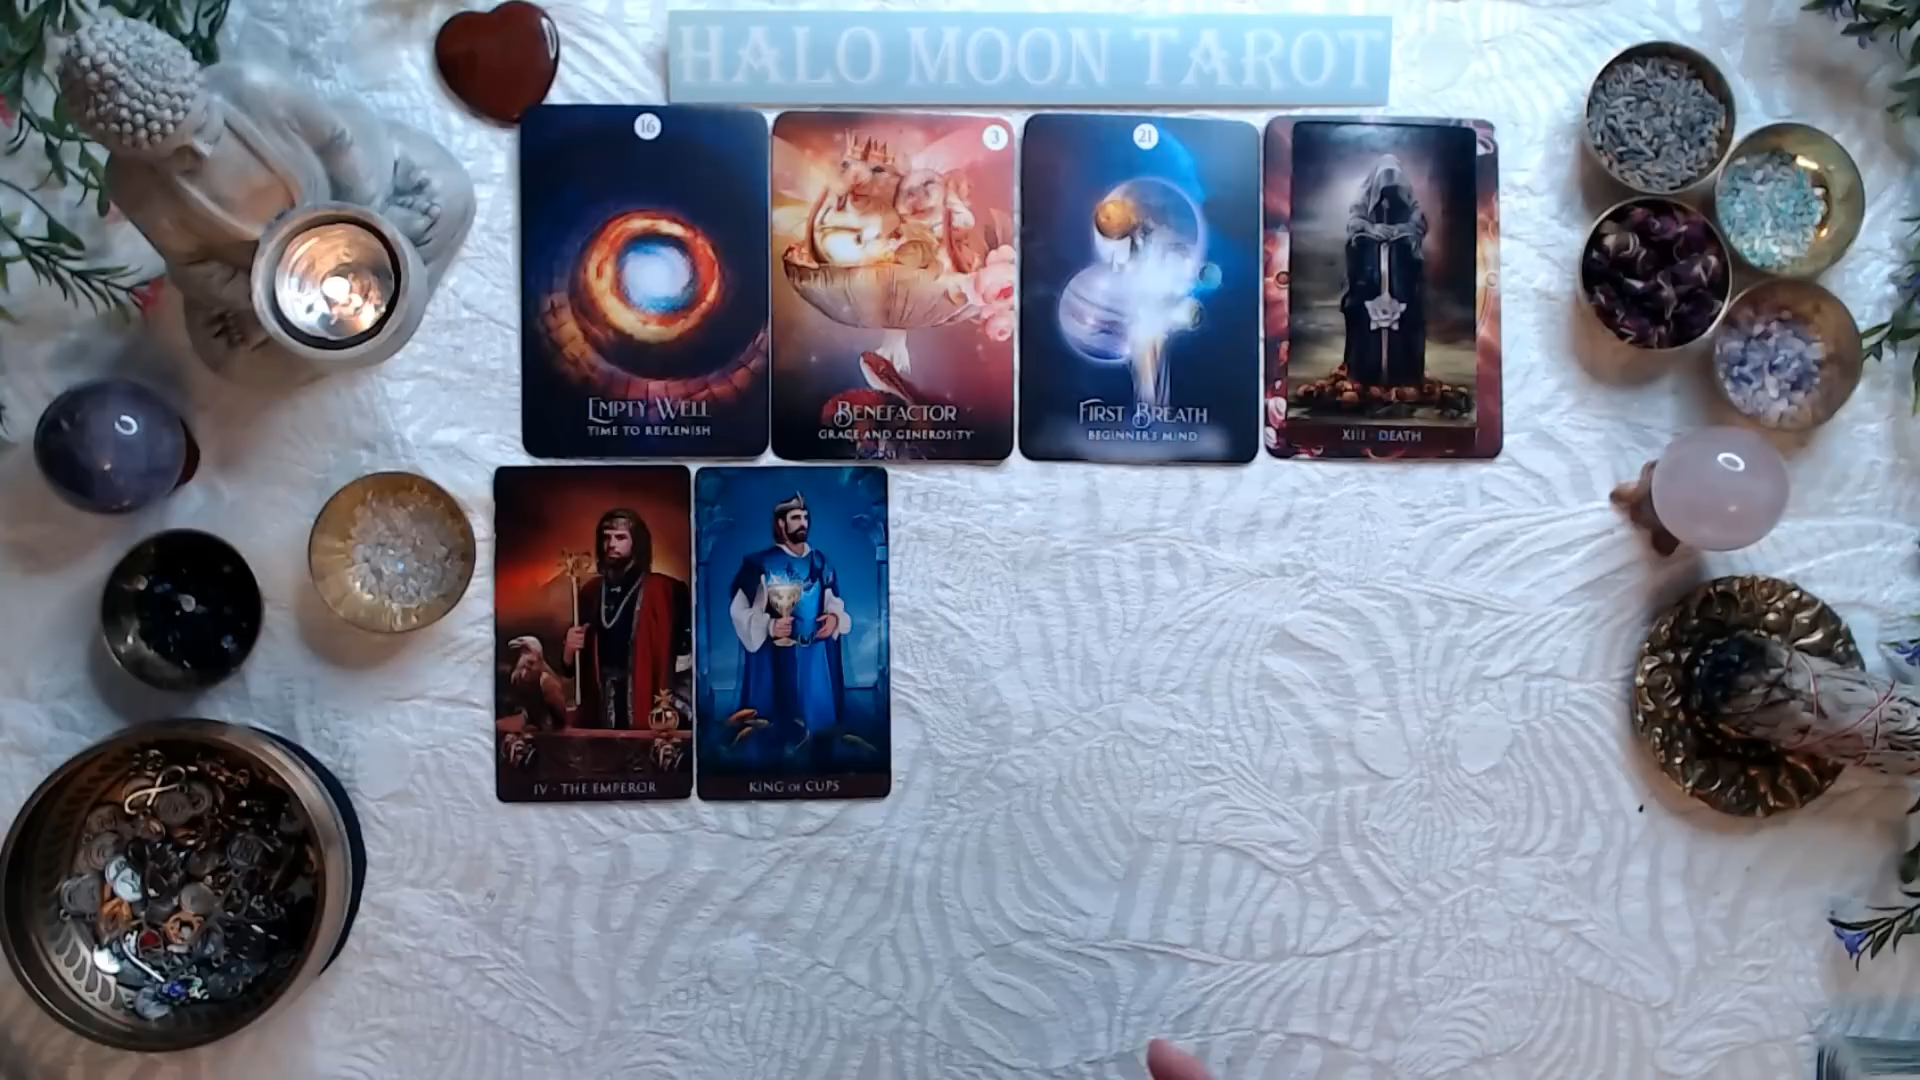 HALO MOON TAROT
16
EMPTY WELL
TIME TO REPLENISH
3
BENEFACTOR
GRACE AND GENEROSITY
21
FIRST BREATH
BEGINNER'S MIND
XIII · DEATH
IV · THE EMPEROR
KING OF CUPS